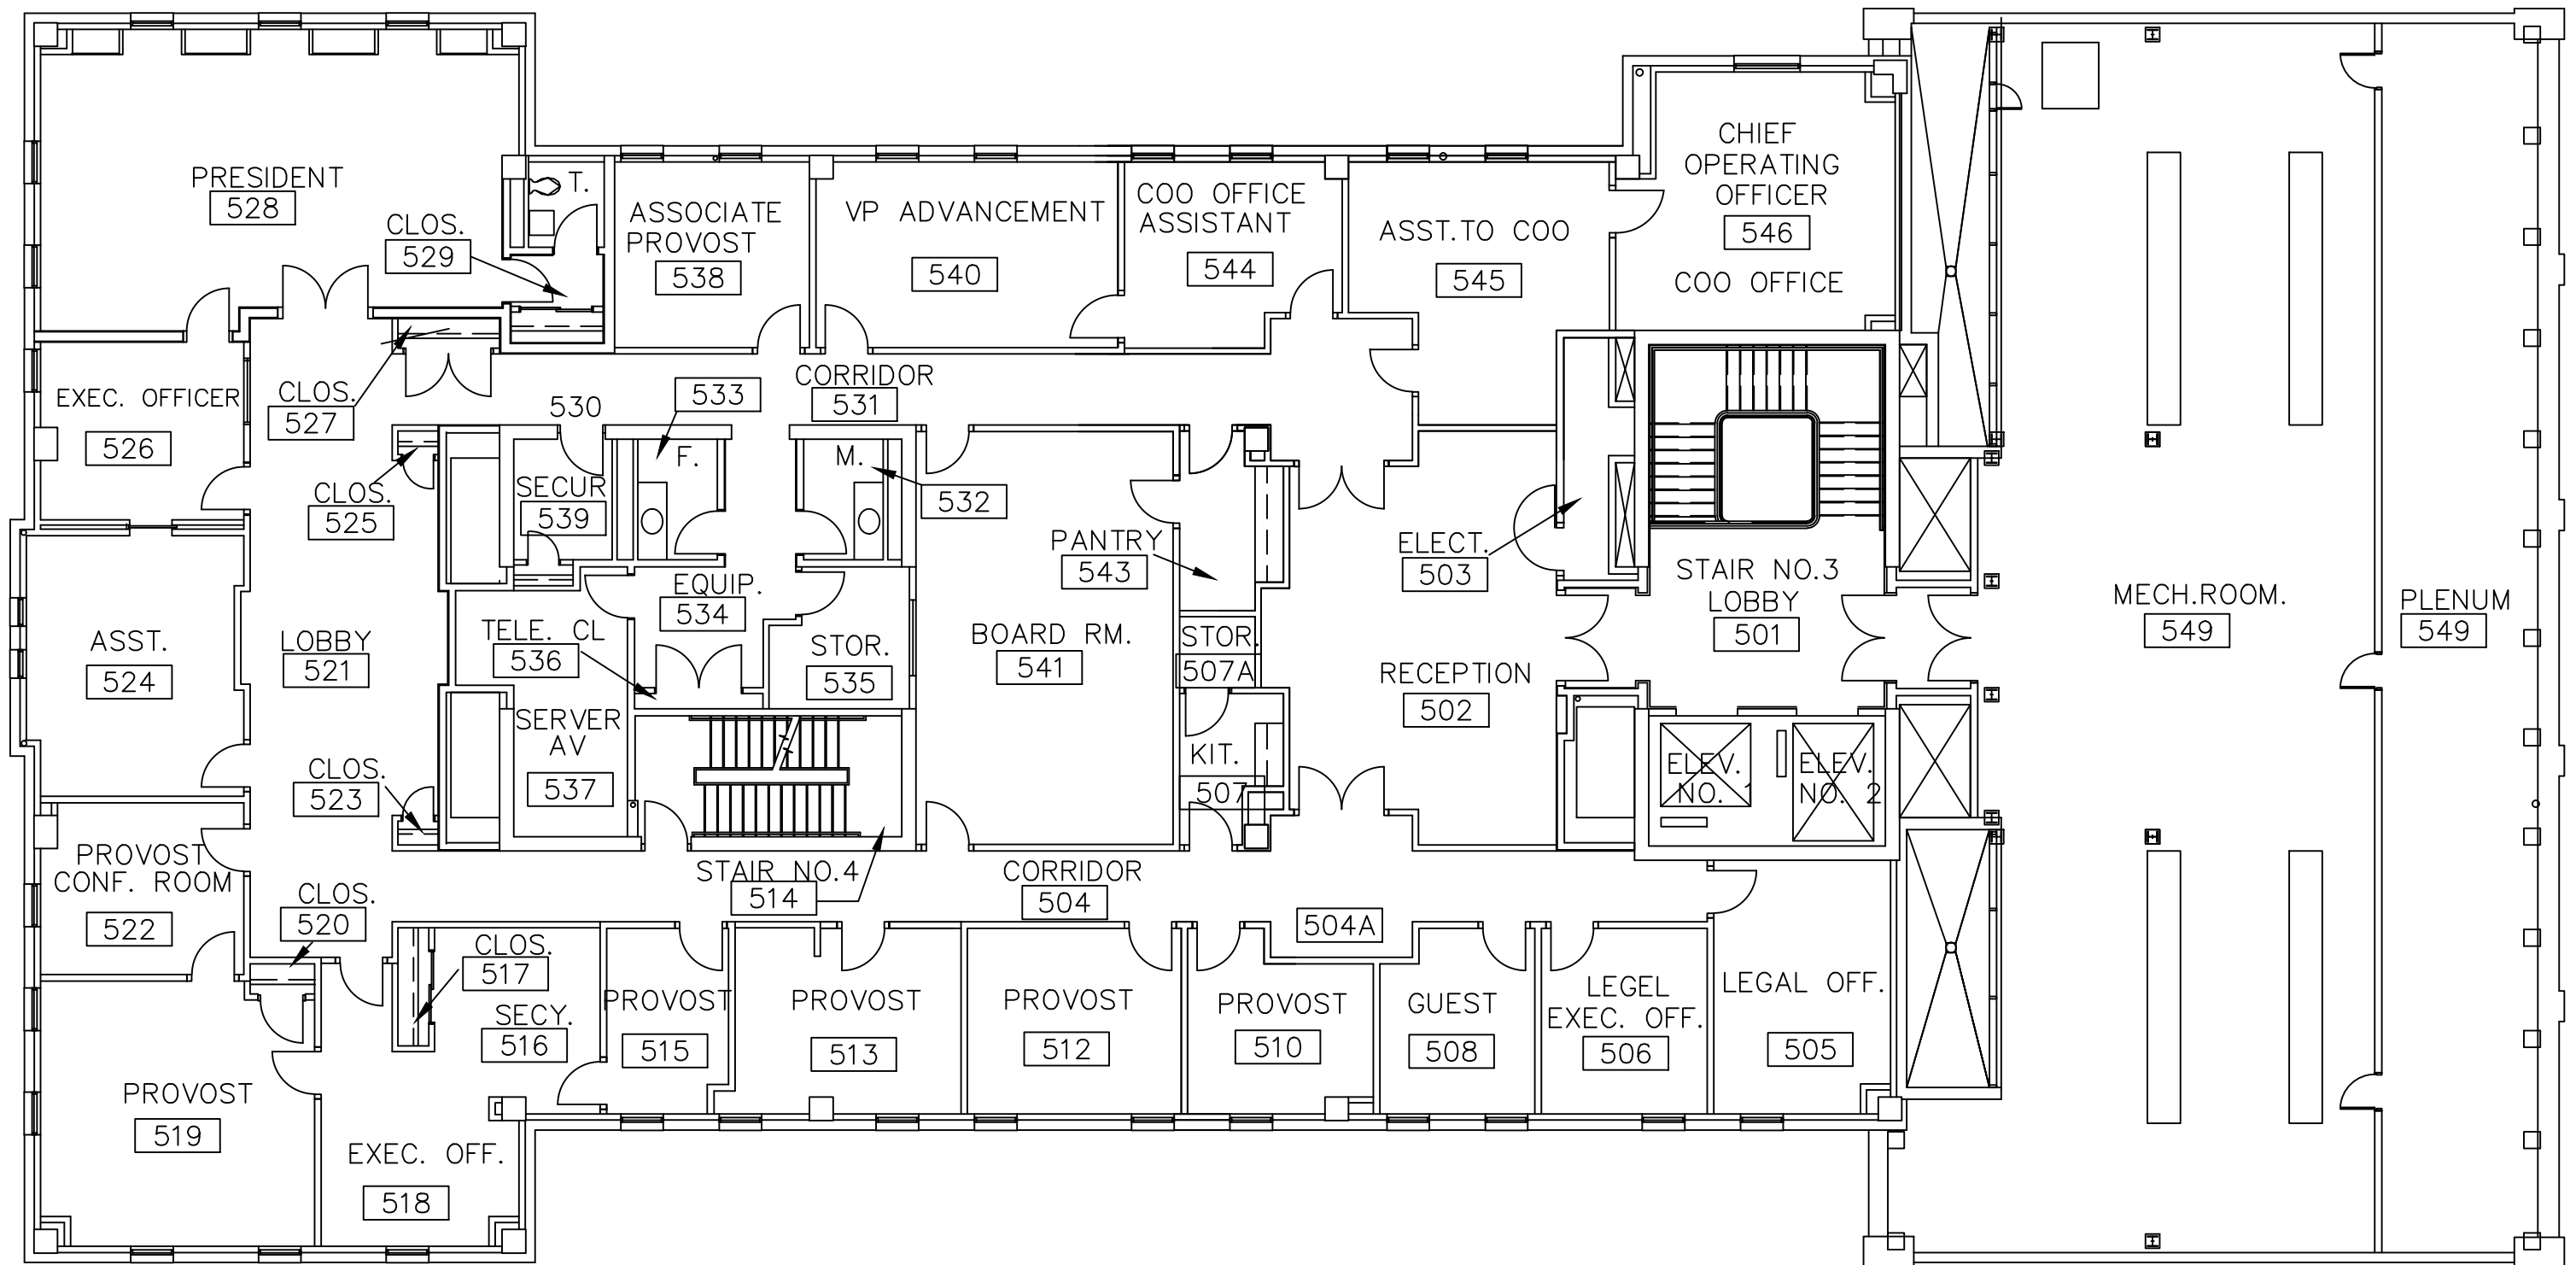 PRESIDENT
528
CLOS.
529
T.
ASSOCIATE
PROVOST
538
VP ADVANCEMENT
540
COO OFFICE
ASSISTANT
544
ASST.TO COO
545
CHIEF
OPERATING
OFFICER
546
COO OFFICE
EXEC. OFFICER
526
CLOS.
527
CLOS.
525
530
533
CORRIDOR
531
F.
M.
532
SECUR
539
PANTRY
543
ELECT.
503
STAIR NO.3
LOBBY
501
MECH.ROOM.
549
PLENUM
549
ASST.
524
LOBBY
521
EQUIP.
534
TELE. CL
536
STOR.
535
BOARD RM.
541
STOR.
507A
RECEPTION
502
SERVER
AV
537
KIT.
507
ELEV.
NO. 1
ELEV.
NO. 2
CLOS.
523
PROVOST
CONF. ROOM
522
CLOS.
520
STAIR NO.4
514
CORRIDOR
504
504A
CLOS.
517
SECY.
516
PROVOST
515
PROVOST
513
PROVOST
512
PROVOST
510
GUEST
508
LEGEL
EXEC. OFF.
506
LEGAL OFF.
505
PROVOST
519
EXEC. OFF.
518